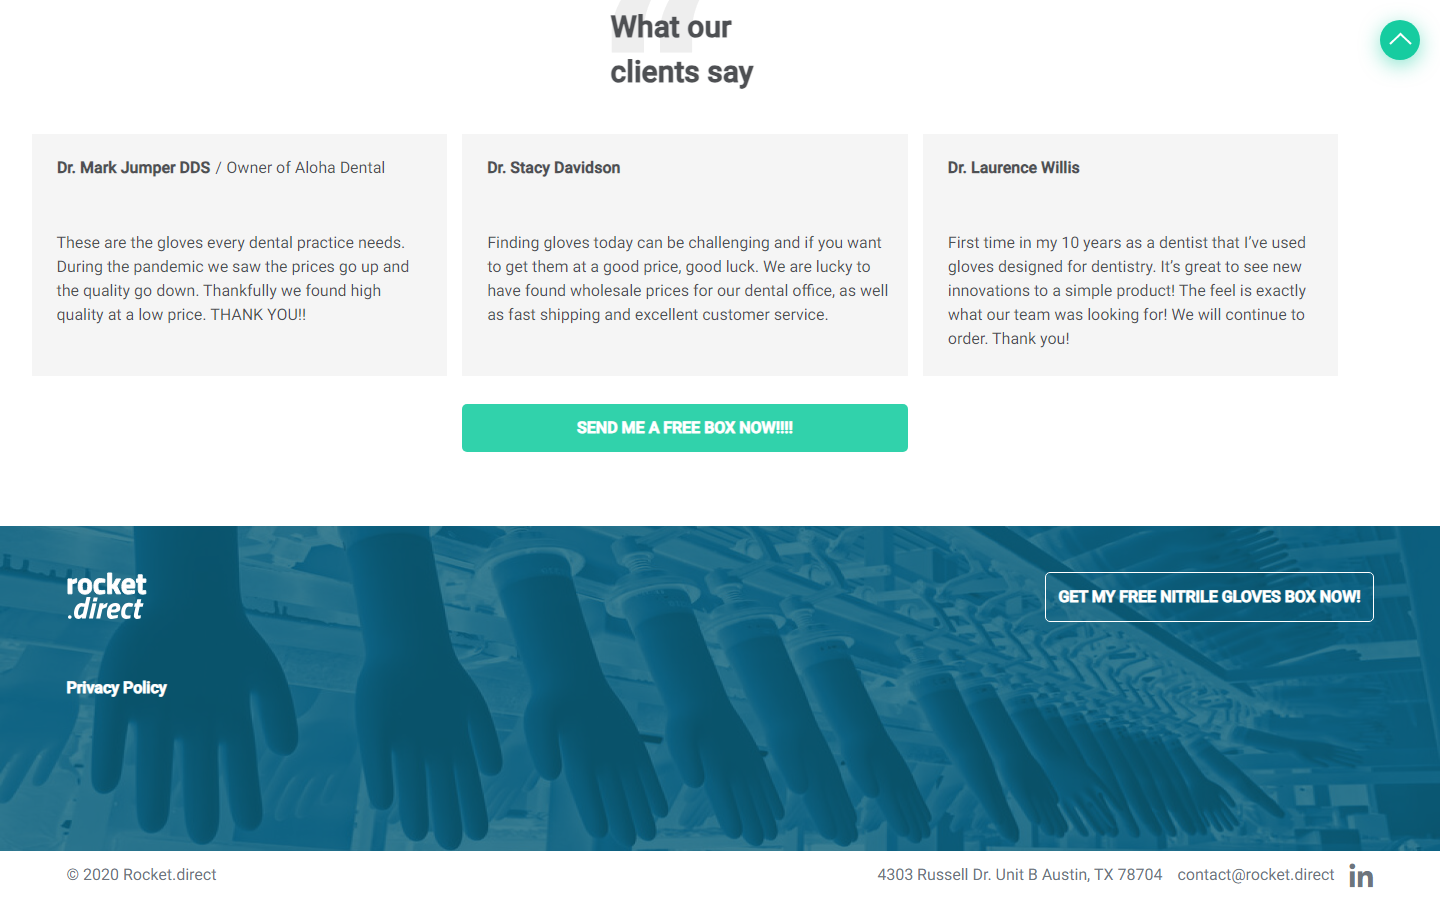 What our
clients say
Dr. Mark Jumper DDS / Owner of Aloha Dental
These are the gloves every dental practice needs.
During the pandemic we saw the prices go up and
the quality go down. Thankfully we found high
quality at a low price. THANK YOU!!
Dr. Stacy Davidson
Finding gloves today can be challenging and if you want
to get them at a good price, good luck. We are lucky to
have found wholesale prices for our dental office, as well
as fast shipping and excellent customer service.
Dr. Laurence Willis
First time in my 10 years as a dentist that I’ve used
gloves designed for dentistry. It’s great to see new
innovations to a simple product! The feel is exactly
what our team was looking for! We will continue to
order. Thank you!
SEND ME A FREE BOX NOW!!!!
rocket
.direct
GET MY FREE NITRILE GLOVES BOX NOW!
Privacy Policy
© 2020 Rocket.direct
4303 Russell Dr. Unit B Austin, TX 78704
contact@rocket.direct
in